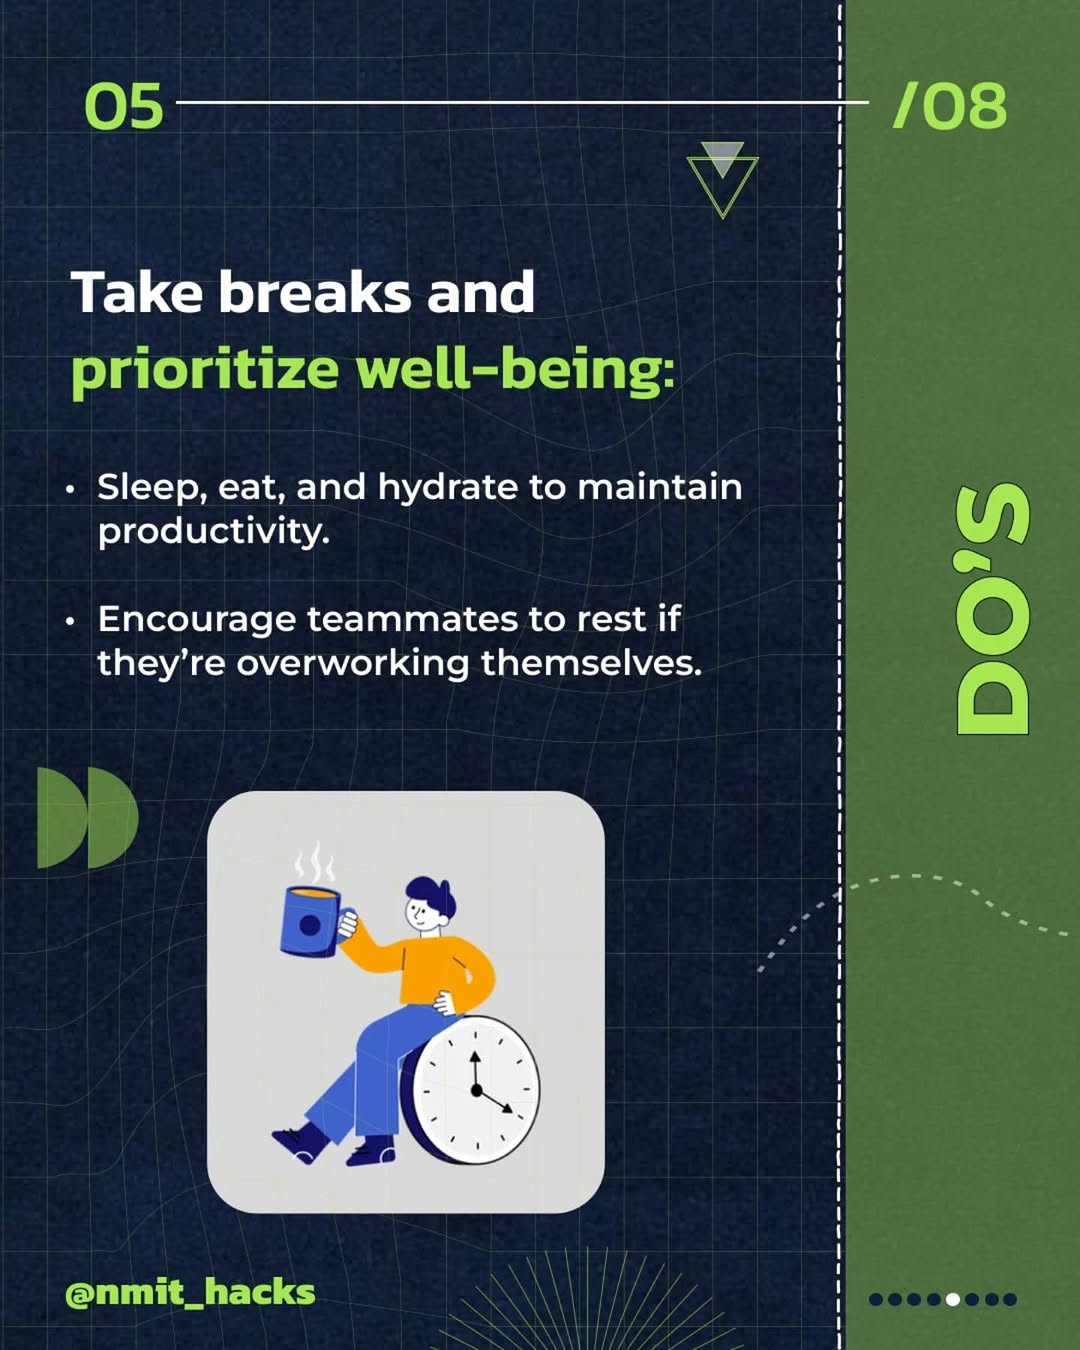 05 /08
Take breaks and
prioritize well-being:
• Sleep, eat, and hydrate to maintain
productivity.
• Encourage teammates to rest if
they’re overworking themselves.
DO’S
@nmit_hacks